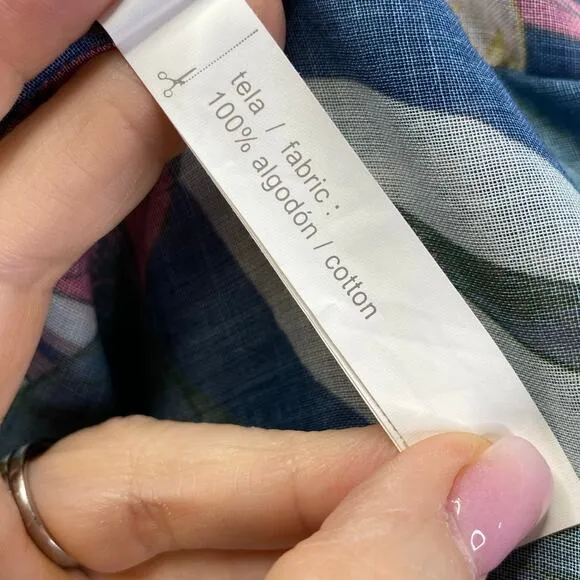 tela / fabric :
100% algodón / cotton